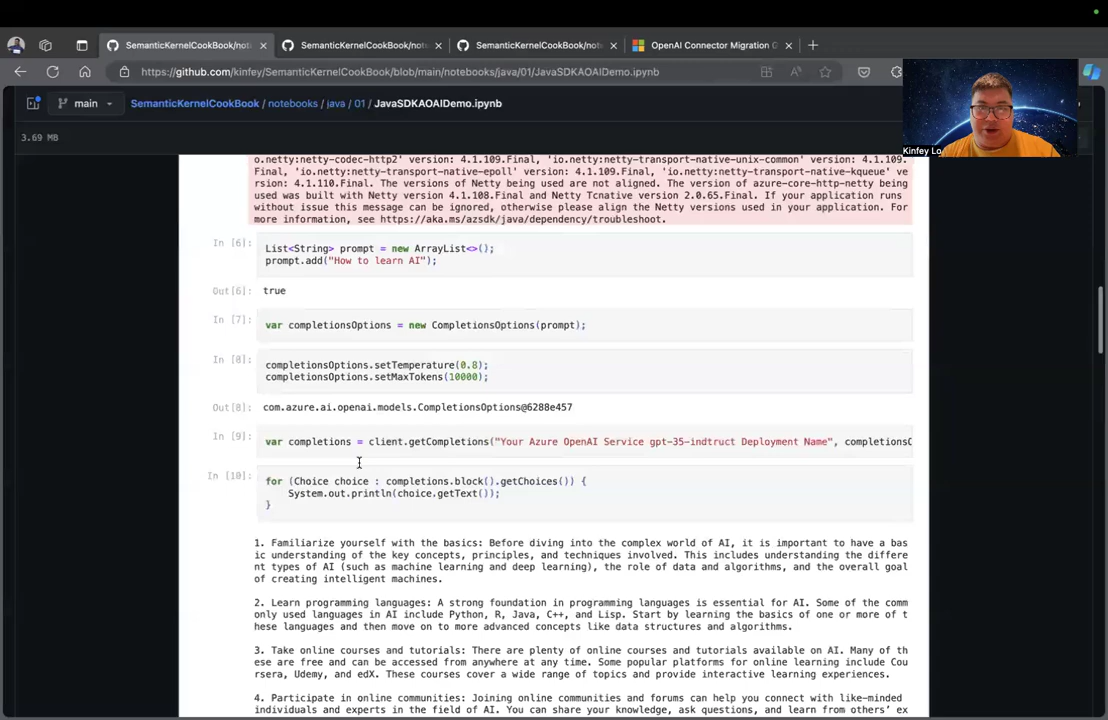 SemanticKernelCookBook/not
SemanticKernelCookBook/no
SemanticKernelCookBook/no
OpenAI Connector Migration G
https://github.com/kinfey/SemanticKernelCookBook/blob/main/notebooks/java/01/JavaSDKAOAIDemo.ipynb
main
SemanticKernelCookBook / notebooks / java / 01 / JavaSDKAOAIDemo.ipynb
3.69 MB
Kinfey Lo
o.netty:netty-codec-http2' version: 4.1.109.Final, 'io.netty:netty-transport-native-unix-common' version: 4.1.109.
Final, 'io.netty:netty-transport-native-epoll' version: 4.1.109.Final, 'io.netty:netty-transport-native-kqueue' ve
rsion: 4.1.110.Final. The versions of Netty being used are not aligned. The version of azure-core-http-netty being
used was built with Netty version 4.1.108.Final and Netty Tcnative version 2.0.65.Final. If your application runs
without issue this message can be ignored, otherwise please align the Netty versions used in your application. For
more information, see https://aka.ms/azsdk/java/dependency/troubleshoot.
In [6]:
List<String> prompt = new ArrayList<>();
prompt.add("How to learn AI");
Out[6]: true
In [7]:
var completionsOptions = new CompletionsOptions(prompt);
In [8]:
completionsOptions.setTemperature(0.8);
completionsOptions.setMaxTokens(10000);
Out[8]: com.azure.ai.openai.models.CompletionsOptions@6288e457
In [9]:
var completions = client.getCompletions("Your Azure OpenAI Service gpt-35-indtruct Deployment Name", completionsO
In [10]:
for (Choice choice : completions.block().getChoices()) {
System.out.println(choice.getText());
}
1. Familiarize yourself with the basics: Before diving into the complex world of AI, it is important to have a bas
ic understanding of the key concepts, principles, and techniques involved. This includes understanding the differe
nt types of AI (such as machine learning and deep learning), the role of data and algorithms, and the overall goal
of creating intelligent machines.
2. Learn programming languages: A strong foundation in programming languages is essential for AI. Some of the comm
only used languages in AI include Python, R, Java, C++, and Lisp. Start by learning the basics of one or more of t
hese languages and then move on to more advanced concepts like data structures and algorithms.
3. Take online courses and tutorials: There are plenty of online courses and tutorials available on AI. Many of th
ese are free and can be accessed from anywhere at any time. Some popular platforms for online learning include Cou
rsera, Udemy, and edX. These courses cover a wide range of topics and provide interactive learning experiences.
4. Participate in online communities: Joining online communities and forums can help you connect with like-minded
individuals and experts in the field of AI. You can share your knowledge, ask questions, and learn from others' ex